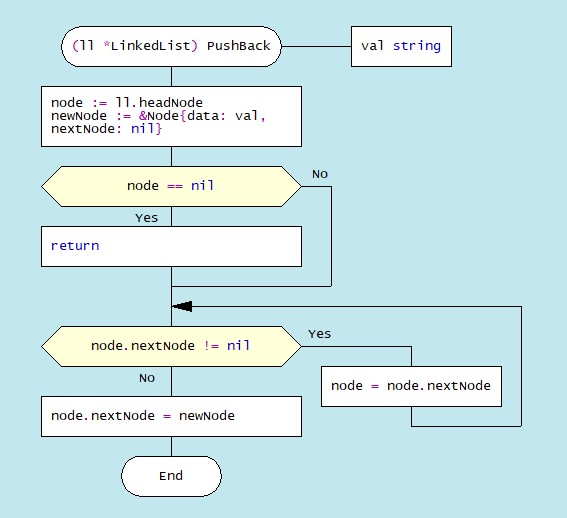 (ll *LinkedList) PushBack
val string
node := ll.headNode
newNode := &Node{data: val,
nextNode: nil}
node == nil
No
Yes
return
node.nextNode != nil
Yes
No
node = node.nextNode
node.nextNode = newNode
End